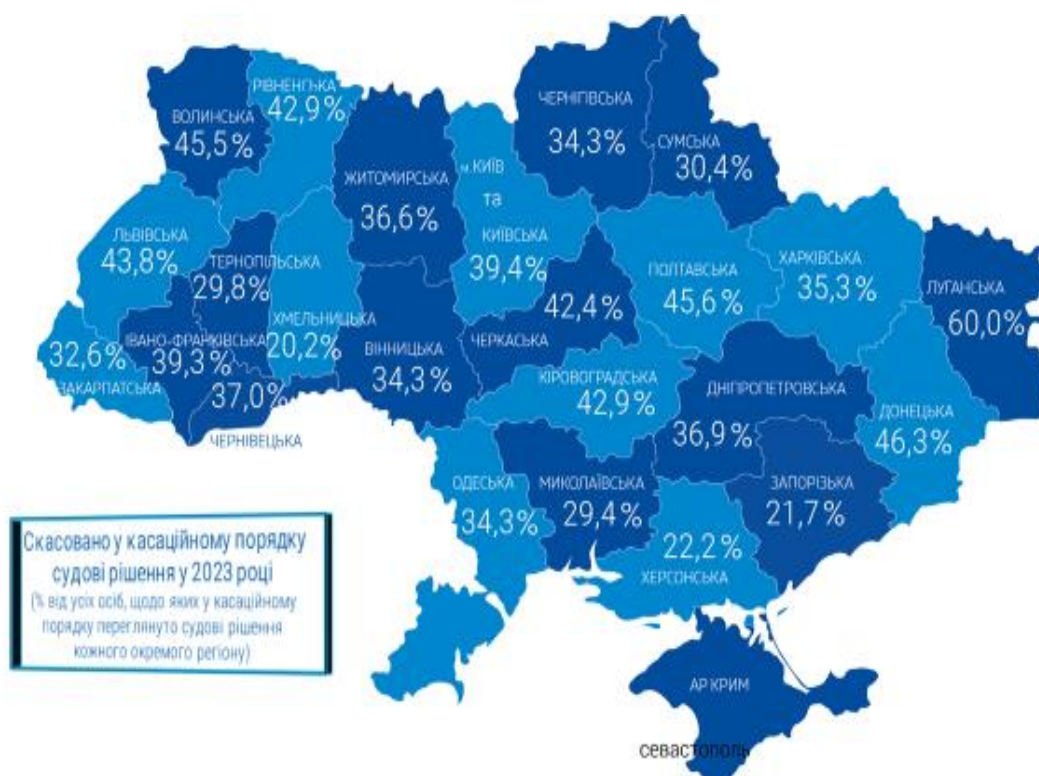 РІВНЕНСЬКА
42,9%
ВОЛИНСЬКА
45,5%
ЖИТОМИРСЬКА
36,6%
м.КИЇВ
та
КИЇВСЬКА
39,4%
ЧЕРНІГІВСЬКА
34,3%
СУМСЬКА
30,4%
ЛЬВІВСЬКА
43,8%
ТЕРНОПІЛЬСЬКА
29,8%
ХМЕЛЬНИЦЬКА
20,2%
ВІННИЦЬКА
34,3%
42,4%
ЧЕРКАСЬКА
ПОЛТАВСЬКА
45,6%
ХАРКІВСЬКА
35,3%
ЛУГАНСЬКА
60,0%
32,6%
ЗАКАРПАТСЬКА
ІВАНО-ФРАНКІВСЬКА
39,3%
37,0%
ЧЕРНІВЕЦЬКА
КІРОВОГРАДСЬКА
42,9%
ДНІПРОПЕТРОВСЬКА
36,9%
ДОНЕЦЬКА
46,3%
ОДЕСЬКА
34,3%
МИКОЛАЇВСЬКА
29,4%
ЗАПОРІЗЬКА
21,7%
22,2%
ХЕРСОНСЬКА
Скасовано у касаційному порядку
судові рішення у 2023 році
(% від усіх осіб, щодо яких у касаційному
порядку переглянуто судові рішення
кожного окремого регіону)
АР КРИМ
СЕВАСТОПОЛЬ